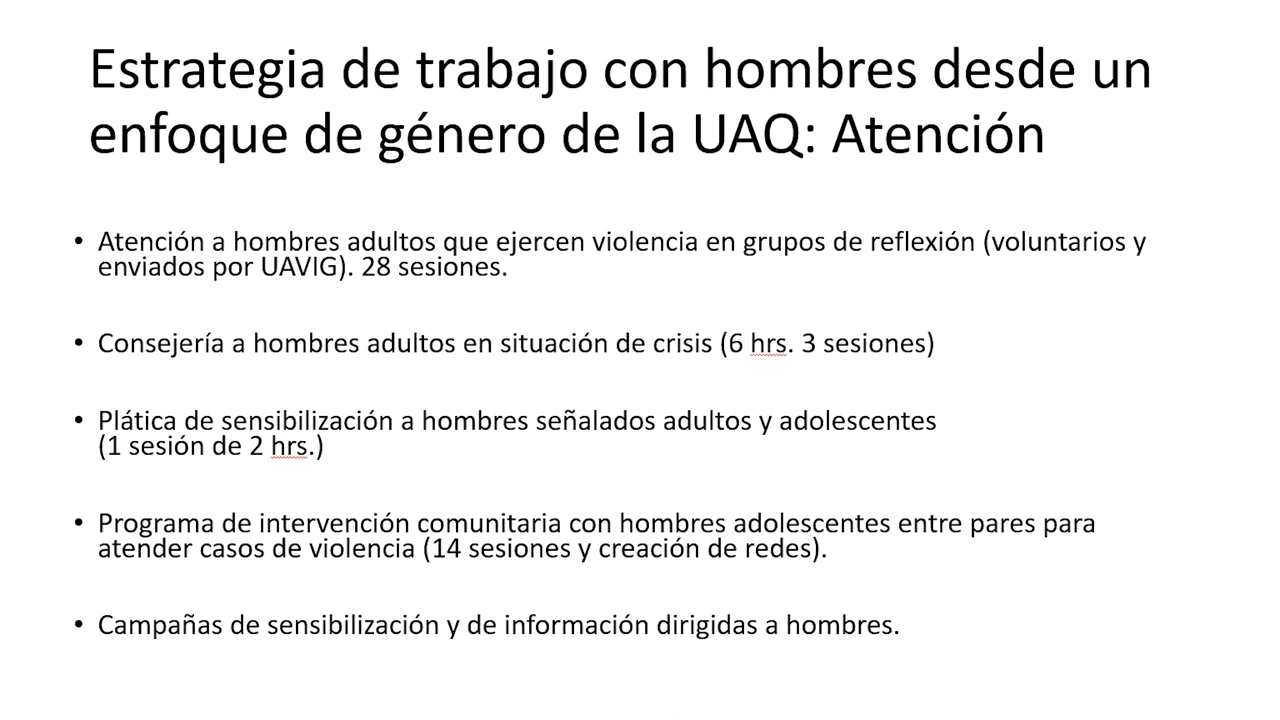 Estrategia de trabajo con hombres desde un
enfoque de género de la UAQ: Atención
• Atención a hombres adultos que ejercen violencia en grupos de reflexión (voluntarios y
enviados por UAVIG). 28 sesiones.
• Consejería a hombres adultos en situación de crisis (6 hrs. 3 sesiones)
• Plática de sensibilización a hombres señalados adultos y adolescentes
(1 sesión de 2 hrs.)
• Programa de intervención comunitaria con hombres adolescentes entre pares para
atender casos de violencia (14 sesiones y creación de redes).
• Campañas de sensibilización y de información dirigidas a hombres.